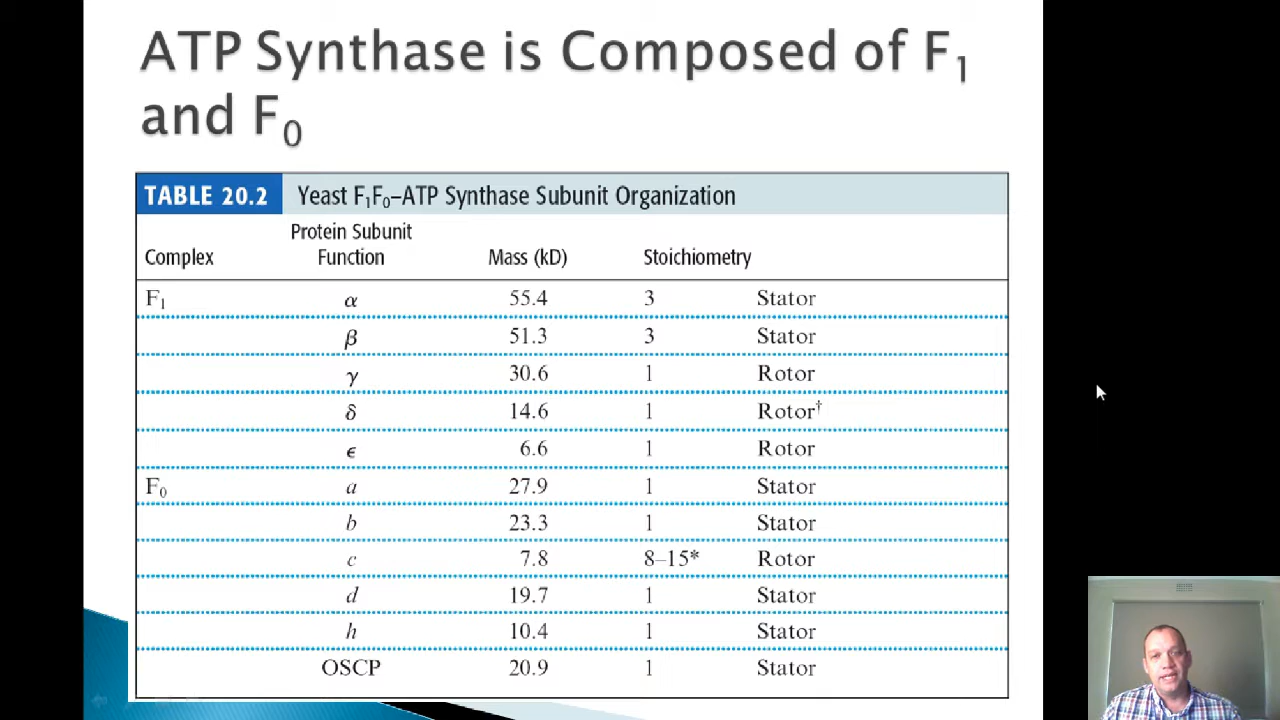 ATP Synthase is Composed of F₁
and F₀
TABLE 20.2 Yeast F₁F₀–ATP Synthase Subunit Organization
Protein Subunit
Complex Function Mass (kD) Stoichiometry
F₁ α 55.4 3 Stator
β 51.3 3 Stator
γ 30.6 1 Rotor
δ 14.6 1 Rotor†
ϵ 6.6 1 Rotor
F₀ a 27.9 1 Stator
b 23.3 1 Stator
c 7.8 8–15* Rotor
d 19.7 1 Stator
h 10.4 1 Stator
OSCP 20.9 1 Stator